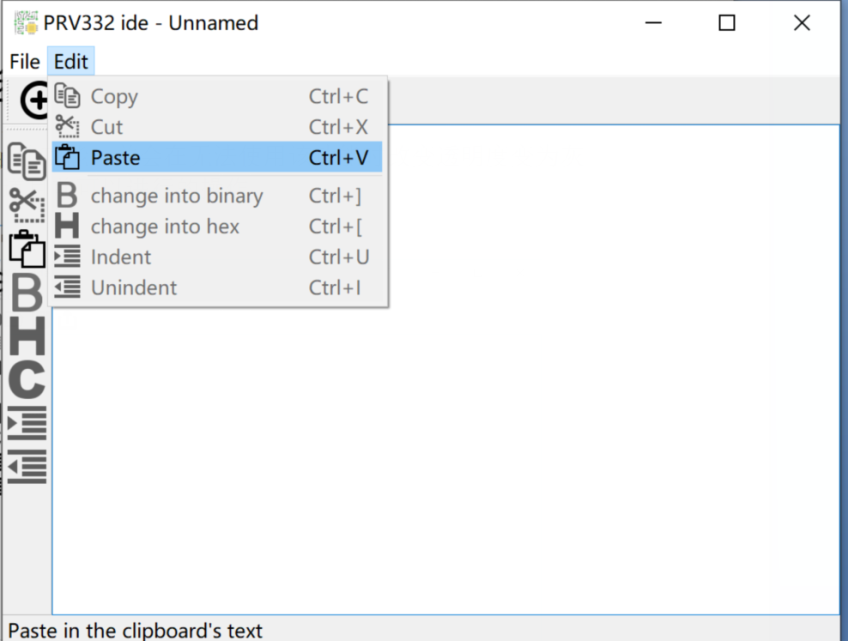 PRV332 ide - Unnamed
File Edit
Copy Ctrl+C
Cut Ctrl+X
Paste Ctrl+V
B change into binary Ctrl+]
H change into hex Ctrl+[
Indent Ctrl+U
Unindent Ctrl+I
B
H
C
Paste in the clipboard's text